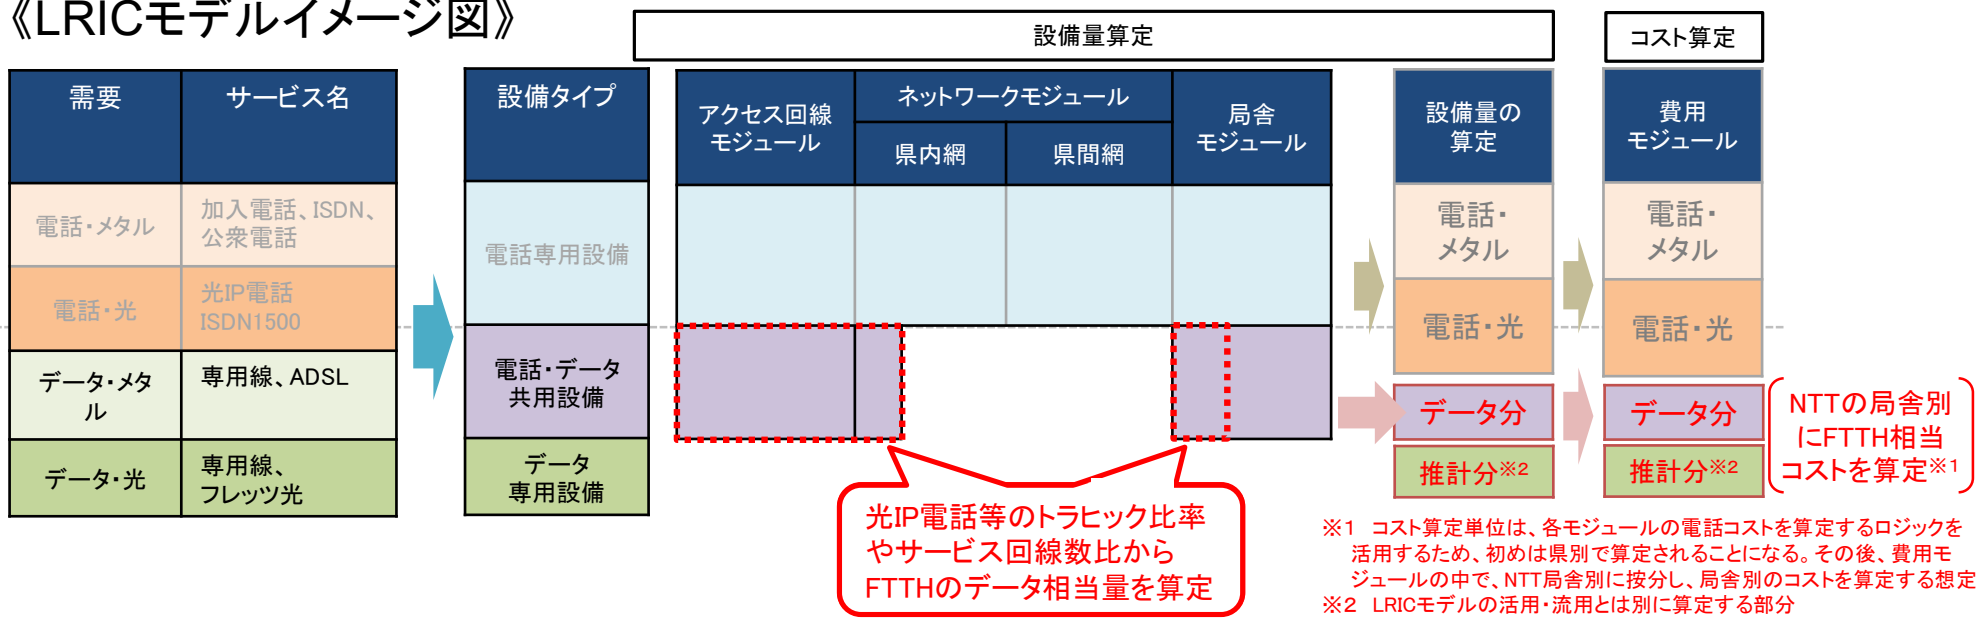 《LRICモデルイメージ図》
設備量算定
コスト算定
需要
サービス名
電話・メタル
加入電話、ISDN、
公衆電話
電話・光
光IP電話
ISDN1500
データ・メタ
ル
専用線、ADSL
データ・光
専用線、
フレッツ光
設備タイプ
電話専用設備
電話・データ
共用設備
データ
専用設備
アクセス回線
モジュール
ネットワークモジュール
県内網
県間網
局舎
モジュール
設備量の
算定
電話・
メタル
電話・光
データ分
推計分※2
費用
モジュール
電話・
メタル
電話・光
データ分
推計分※2
NTTの局舎別
にFTTH相当
コストを算定※1
光IP電話等のトラヒック比率
やサービス回線数比から
FTTHのデータ相当量を算定
※1 コスト算定単位は、各モジュールの電話コストを算定するロジックを
活用するため、初めは県別で算定されることになる。その後、費用モ
ジュールの中で、NTT局舎別に按分し、局舎別のコストを算定する想定
※2 LRICモデルの活用・流用とは別に算定する部分